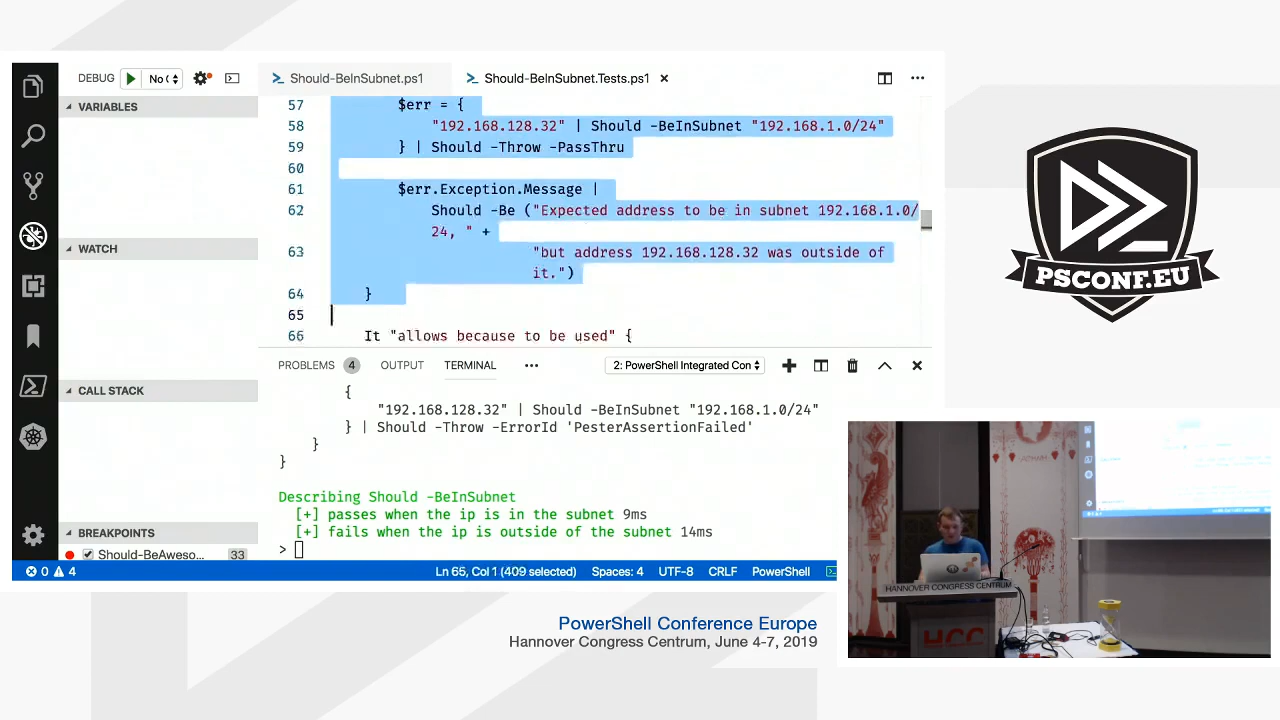 DEBUG
No (
VARIABLES
WATCH
CALL STACK
BREAKPOINTS
Should-BeAweso... 33
Should-BeInSubnet.ps1
Should-BeInSubnet.Tests.ps1
57 $err = {
58 "192.168.128.32" | Should -BeInSubnet "192.168.1.0/24"
59 } | Should -Throw -PassThru
60
61 $err.Exception.Message |
62 Should -Be ("Expected address to be in subnet 192.168.1.0/
24, " +
63 "but address 192.168.128.32 was outside of
it.")
64 }
65
66 It "allows because to be used" {
PROBLEMS 4 OUTPUT TERMINAL ... 2: PowerShell Integrated Con
{
"192.168.128.32" | Should -BeInSubnet "192.168.1.0/24"
} | Should -Throw -ErrorId 'PesterAssertionFailed'
}
}
Describing Should -BeInSubnet
[+] passes when the ip is in the subnet 9ms
[+] fails when the ip is outside of the subnet 14ms
>
0 4 Ln 65, Col 1 (409 selected) Spaces: 4 UTF-8 CRLF PowerShell
PSCONF.EU
HANNOVER CONGRESS CENTRUM
HCC
PowerShell Conference Europe
Hannover Congress Centrum, June 4-7, 2019